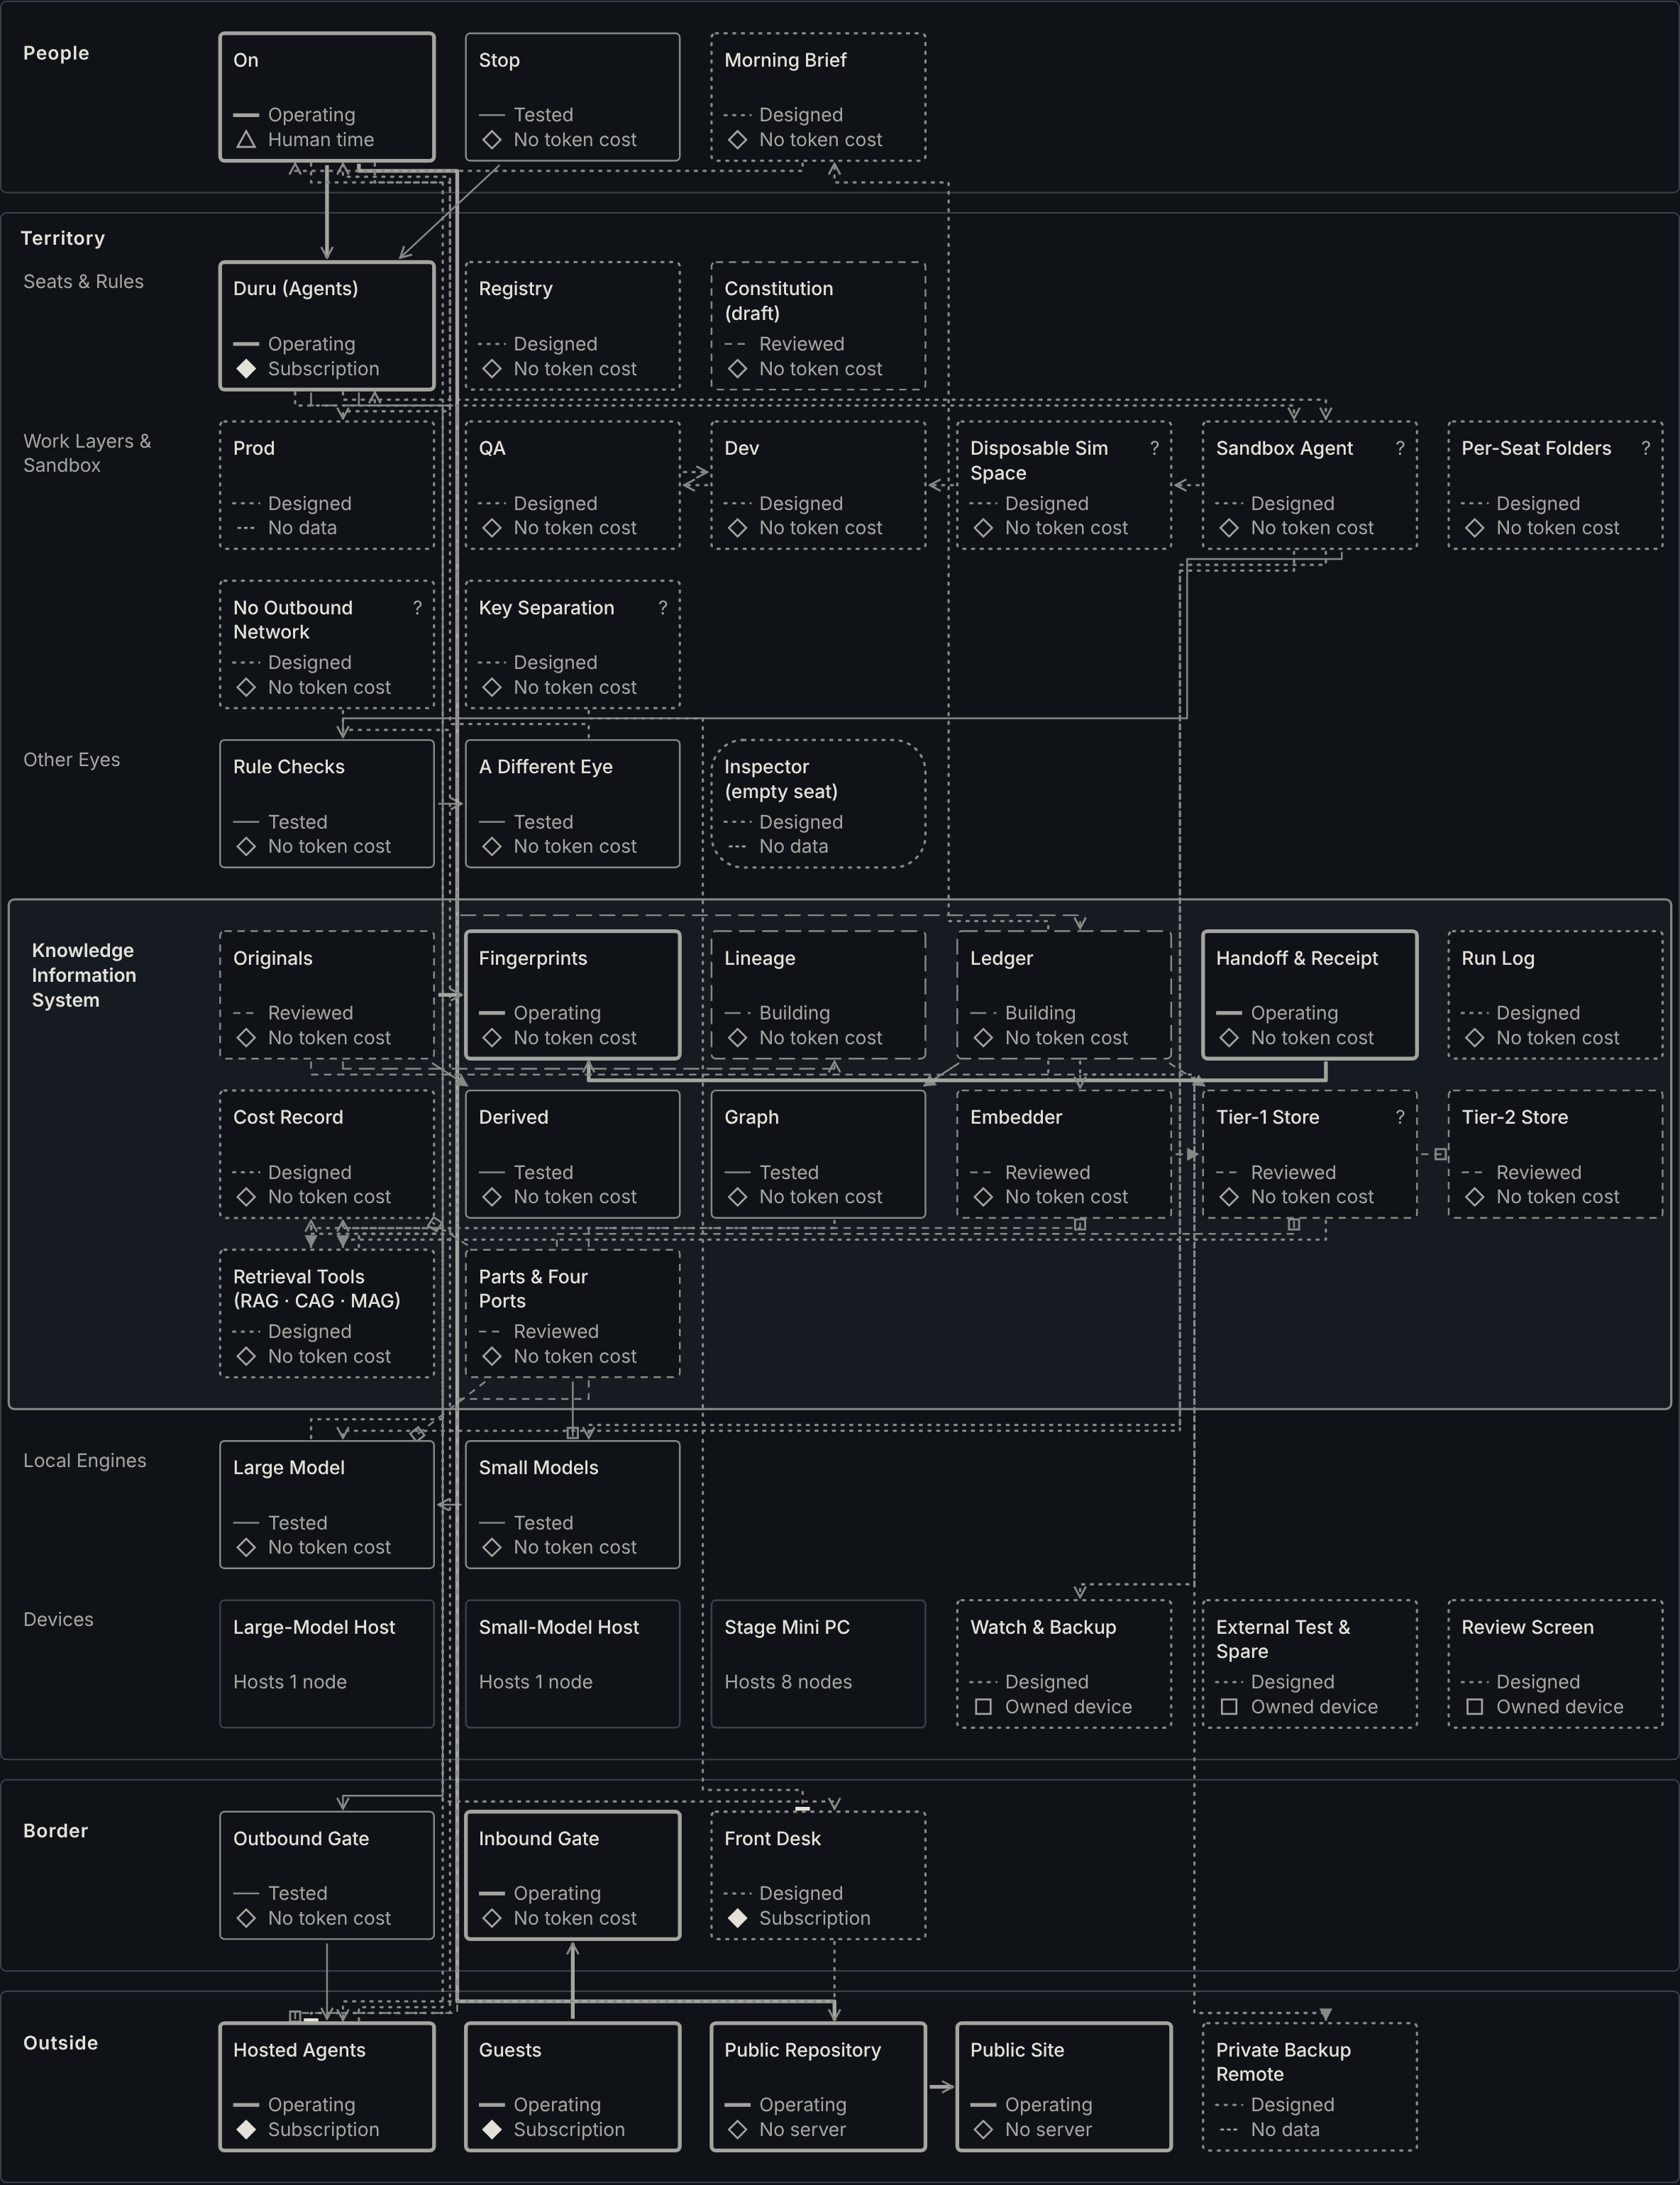 People
On
Operating
Human time
Stop
Tested
No token cost
Morning Brief
Designed
No token cost
Territory
Seats & Rules
Duru (Agents)
Operating
Subscription
Registry
Designed
No token cost
Constitution
(draft)
Reviewed
No token cost
Work Layers &
Sandbox
Prod
Designed
No data
QA
Designed
No token cost
Dev
Designed
No token cost
Disposable Sim
Space
?
Designed
No token cost
Sandbox Agent
?
Designed
No token cost
Per-Seat Folders
?
Designed
No token cost
No Outbound
Network
?
Designed
No token cost
Key Separation
?
Designed
No token cost
Other Eyes
Rule Checks
Tested
No token cost
A Different Eye
Tested
No token cost
Inspector
(empty seat)
Designed
No data
Knowledge
Information
System
Originals
Reviewed
No token cost
Fingerprints
Operating
No token cost
Lineage
Building
No token cost
Ledger
Building
No token cost
Handoff & Receipt
Operating
No token cost
Run Log
Designed
No token cost
Cost Record
Designed
No token cost
Derived
Tested
No token cost
Graph
Tested
No token cost
Embedder
Reviewed
No token cost
Tier-1 Store
?
Reviewed
No token cost
Tier-2 Store
Reviewed
No token cost
Retrieval Tools
(RAG · CAG · MAG)
Designed
No token cost
Parts & Four
Ports
Reviewed
No token cost
Local Engines
Large Model
Tested
No token cost
Small Models
Tested
No token cost
Devices
Large-Model Host
Hosts 1 node
Small-Model Host
Hosts 1 node
Stage Mini PC
Hosts 8 nodes
Watch & Backup
Designed
Owned device
External Test &
Spare
Designed
Owned device
Review Screen
Designed
Owned device
Border
Outbound Gate
Tested
No token cost
Inbound Gate
Operating
No token cost
Front Desk
Designed
Subscription
Outside
Hosted Agents
Operating
Subscription
Guests
Operating
Subscription
Public Repository
Operating
No server
Public Site
Operating
No server
Private Backup
Remote
Designed
No data